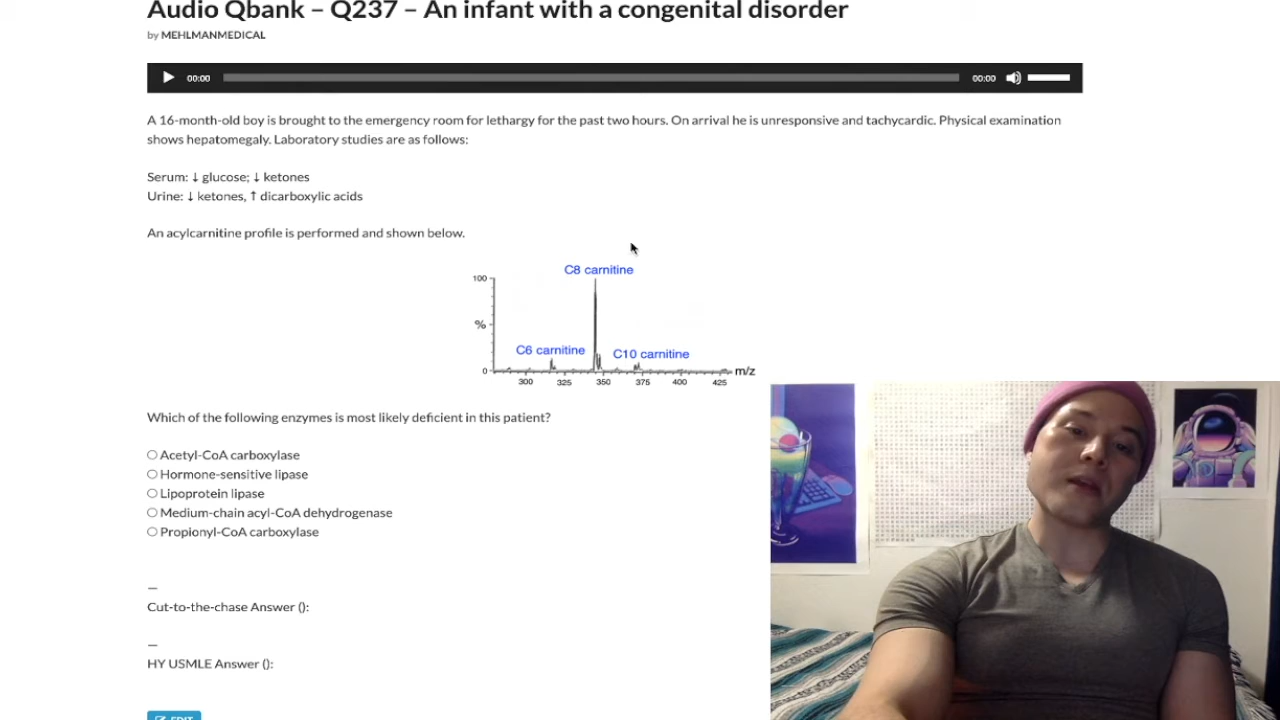 Audio Qbank – Q237 – An infant with a congenital disorder
by MEHLMANMEDICAL
00:00
00:00
A 16-month-old boy is brought to the emergency room for lethargy for the past two hours. On arrival he is unresponsive and tachycardic. Physical examination
shows hepatomegaly. Laboratory studies are as follows:
Serum: ↓ glucose; ↓ ketones
Urine: ↓ ketones, ↑ dicarboxylic acids
An acylcarnitine profile is performed and shown below.
C8 carnitine
100
%
C6 carnitine
C10 carnitine
0
m/z
300 325 350 375 400 425
Which of the following enzymes is most likely deficient in this patient?
Acetyl-CoA carboxylase
Hormone-sensitive lipase
Lipoprotein lipase
Medium-chain acyl-CoA dehydrogenase
Propionyl-CoA carboxylase
—
Cut-to-the-chase Answer ():
—
HY USMLE Answer ():
EDIT